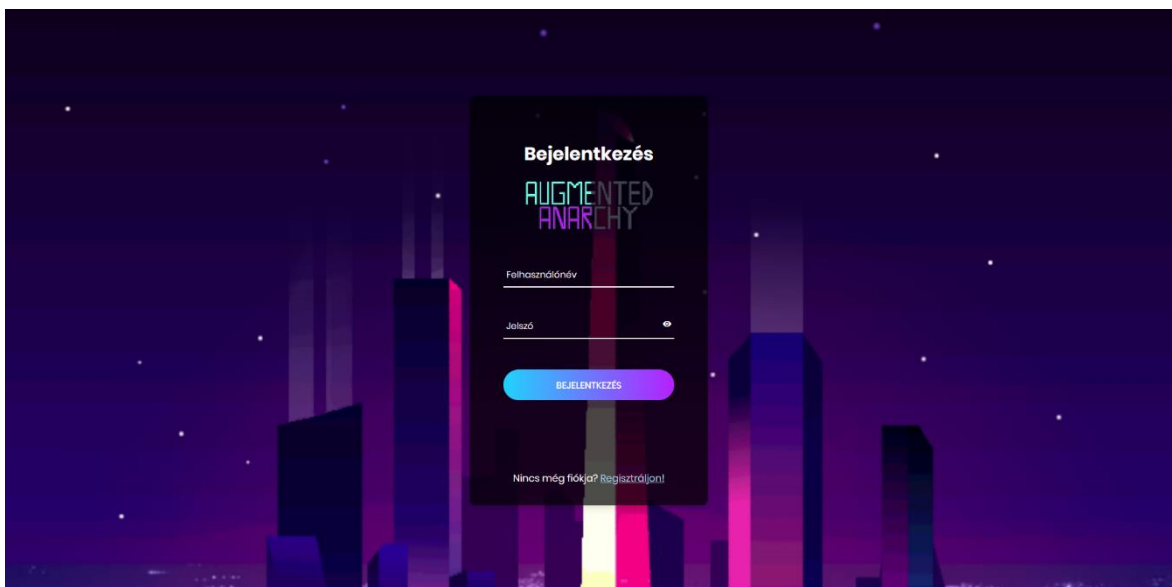 Bejelentkezés
AUGMENTED
ANARCHY
Felhasználónév
Jelszó
BEJELENTKEZÉS
Nincs még fiókja? Regisztráljon!